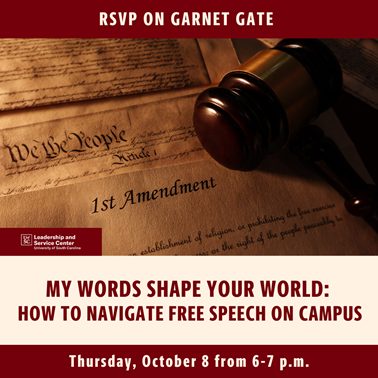 RSVP ON GARNET GATE
We the People
Article 1
1st Amendment
establishment of religion, or prohibiting the free exercise
or the right of the people peaceably to
Leadership and
Service Center
University of South Carolina
MY WORDS SHAPE YOUR WORLD:
HOW TO NAVIGATE FREE SPEECH ON CAMPUS
Thursday, October 8 from 6-7 p.m.